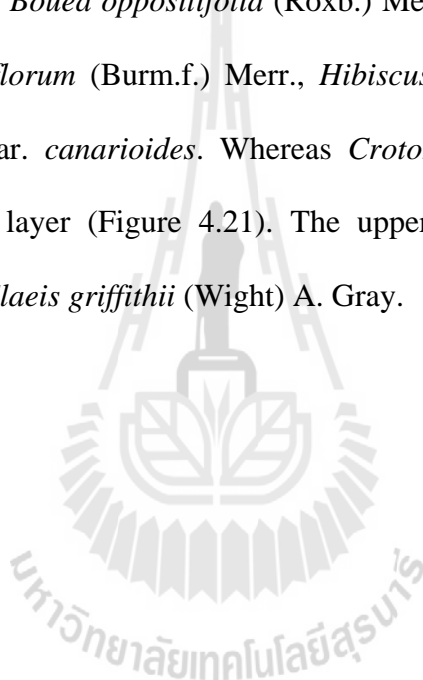 Bouea oppositifolia (Roxb.) Me
florum (Burm.f.) Merr., Hibiscus
ar. canarioides. Whereas Croto
layer (Figure 4.21). The upper
laeis griffithii (Wight) A. Gray.
มหาวิทยาลัยเทคโนโลยีสุรนารี